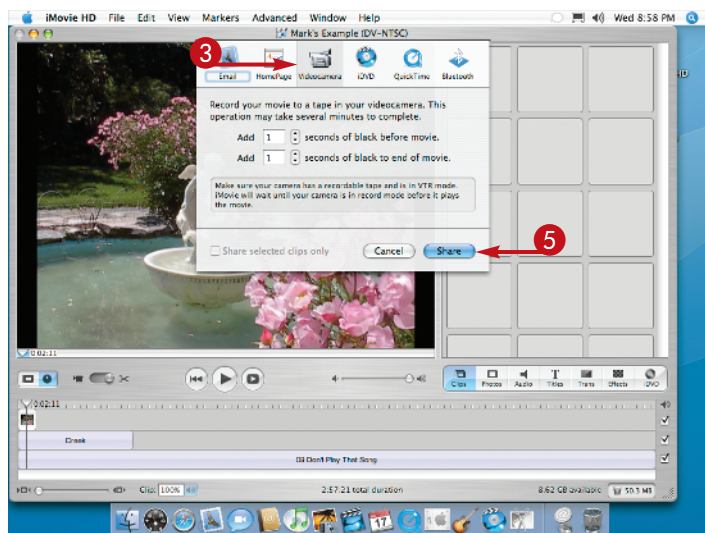 iMovie HD File Edit View Markers Advanced Window Help Wed 8:58 PM
Mark's Example (DV-NTSC)
3
Email HomePage Videocamera iDVD QuickTime Bluetooth
Record your movie to a tape in your videocamera. This
operation may take several minutes to complete.
Add 1 seconds of black before movie.
Add 1 seconds of black to end of movie.
Make sure your camera has a recordable tape and is in VTR mode.
iMovie will wait until your camera is in record mode before it plays
the movie.
Share selected clips only Cancel Share
5
0:02:11
Clips Photos Audio Titles Trans Effects iDVD
0:02:11
Creek
03 Don't Play That Song
Clip: 100% 2:57:21 total duration 8.62 GB available 50.3 MB
17